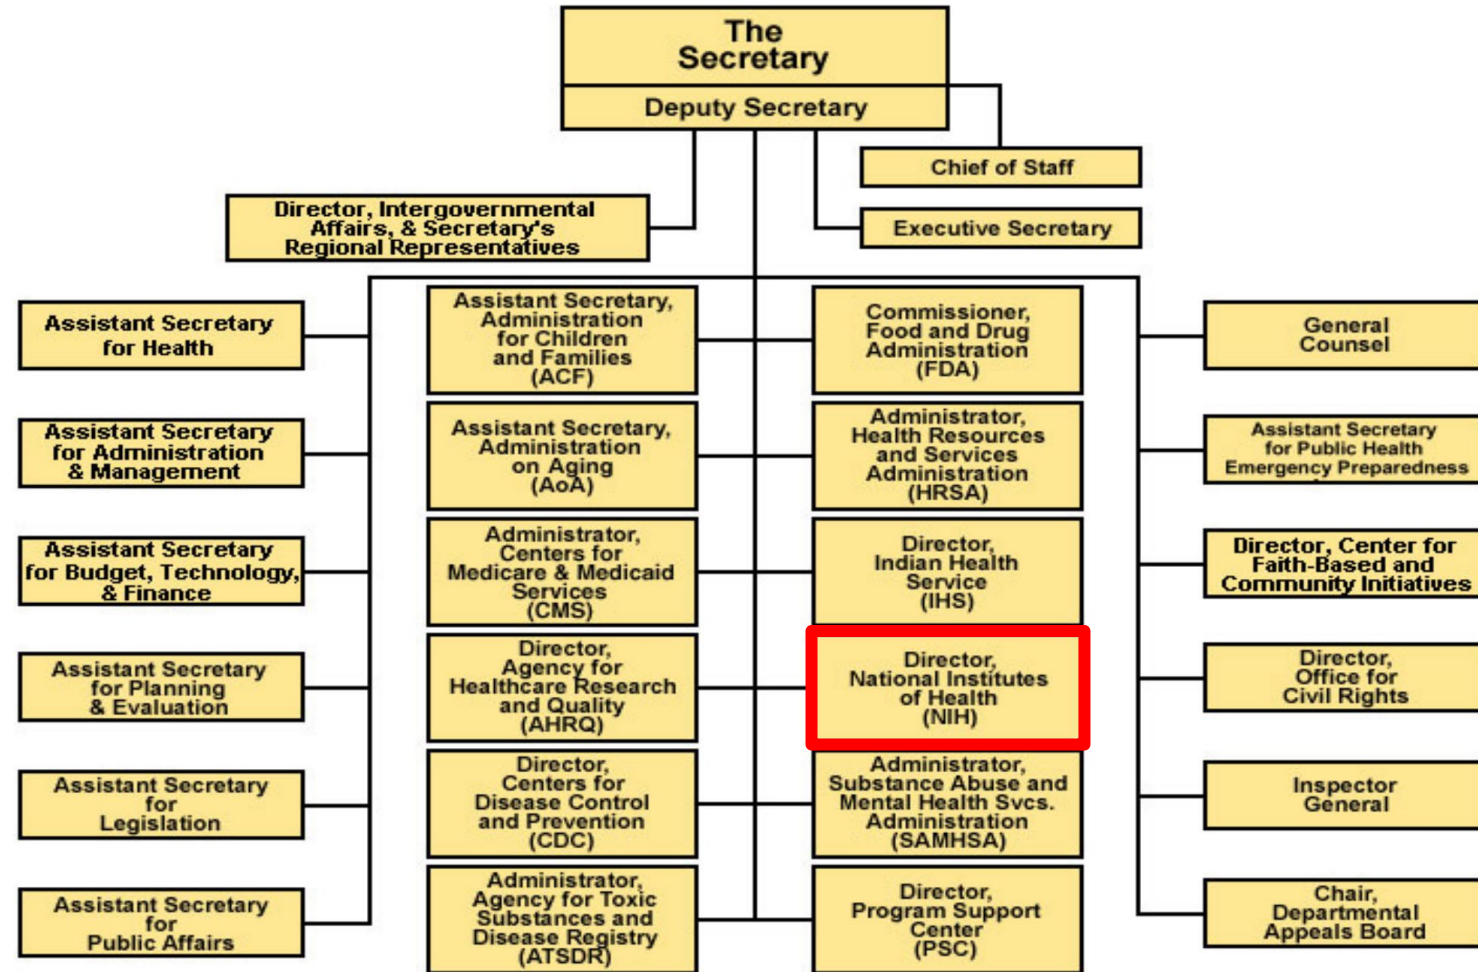 The
Secretary
Deputy Secretary
Chief of Staff
Director, Intergovernmental
Affairs, & Secretary's
Regional Representatives
Executive Secretary
Assistant Secretary
for Health
Assistant Secretary
for Administration
& Management
Assistant Secretary
for Budget, Technology,
& Finance
Assistant Secretary
for Planning
& Evaluation
Assistant Secretary
for
Legislation
Assistant Secretary
for
Public Affairs
Assistant Secretary,
Administration
for Children
and Families
(ACF)
Assistant Secretary,
Administration
on Aging
(AoA)
Administrator,
Centers for
Medicare & Medicaid
Services
(CMS)
Director,
Agency for
Healthcare Research
and Quality
(AHRQ)
Director,
Centers for
Disease Control
and Prevention
(CDC)
Administrator,
Agency for Toxic
Substances and
Disease Registry
(ATSDR)
Commissioner,
Food and Drug
Administration
(FDA)
Administrator,
Health Resources
and Services
Administration
(HRSA)
Director,
Indian Health
Service
(IHS)
Director,
National Institutes
of Health
(NIH)
Administrator,
Substance Abuse and
Mental Health Svcs.
Administration
(SAMHSA)
Director,
Program Support
Center
(PSC)
General
Counsel
Assistant Secretary
for Public Health
Emergency Preparedness
Director, Center for
Faith-Based and
Community Initiatives
Director,
Office for
Civil Rights
Inspector
General
Chair,
Departmental
Appeals Board